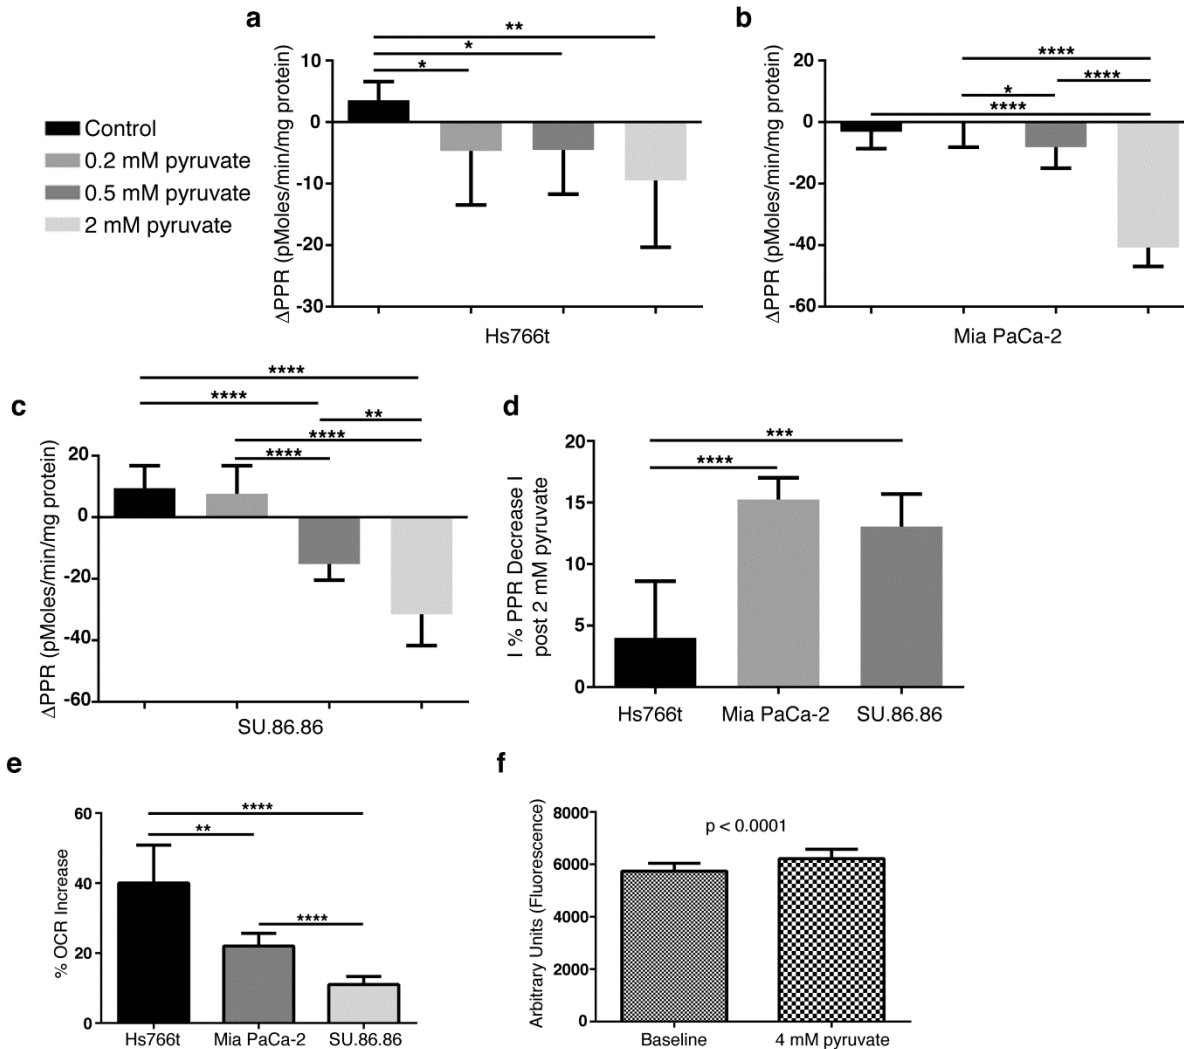 a
b
Control
0.2 mM pyruvate
0.5 mM pyruvate
2 mM pyruvate
ΔPPR (pMoles/min/mg protein)
10
0
-10
-20
-30
**
*
*
Hs766t
ΔPPR (pMoles/min/mg protein)
20
0
-20
-40
-60
****
****
*
****
Mia PaCa-2
c
d
ΔPPR (pMoles/min/mg protein)
20
0
-20
-40
-60
****
****
**
****
****
SU.86.86
I % PPR Decrease I
post 2 mM pyruvate
20
15
10
5
0
***
****
Hs766t Mia PaCa-2 SU.86.86
e
f
% OCR Increase
60
40
20
0
****
**
****
Hs766t Mia PaCa-2 SU.86.86
Arbitrary Units (Fluorescence)
8000
6000
4000
2000
0
p < 0.0001
Baseline 4 mM pyruvate